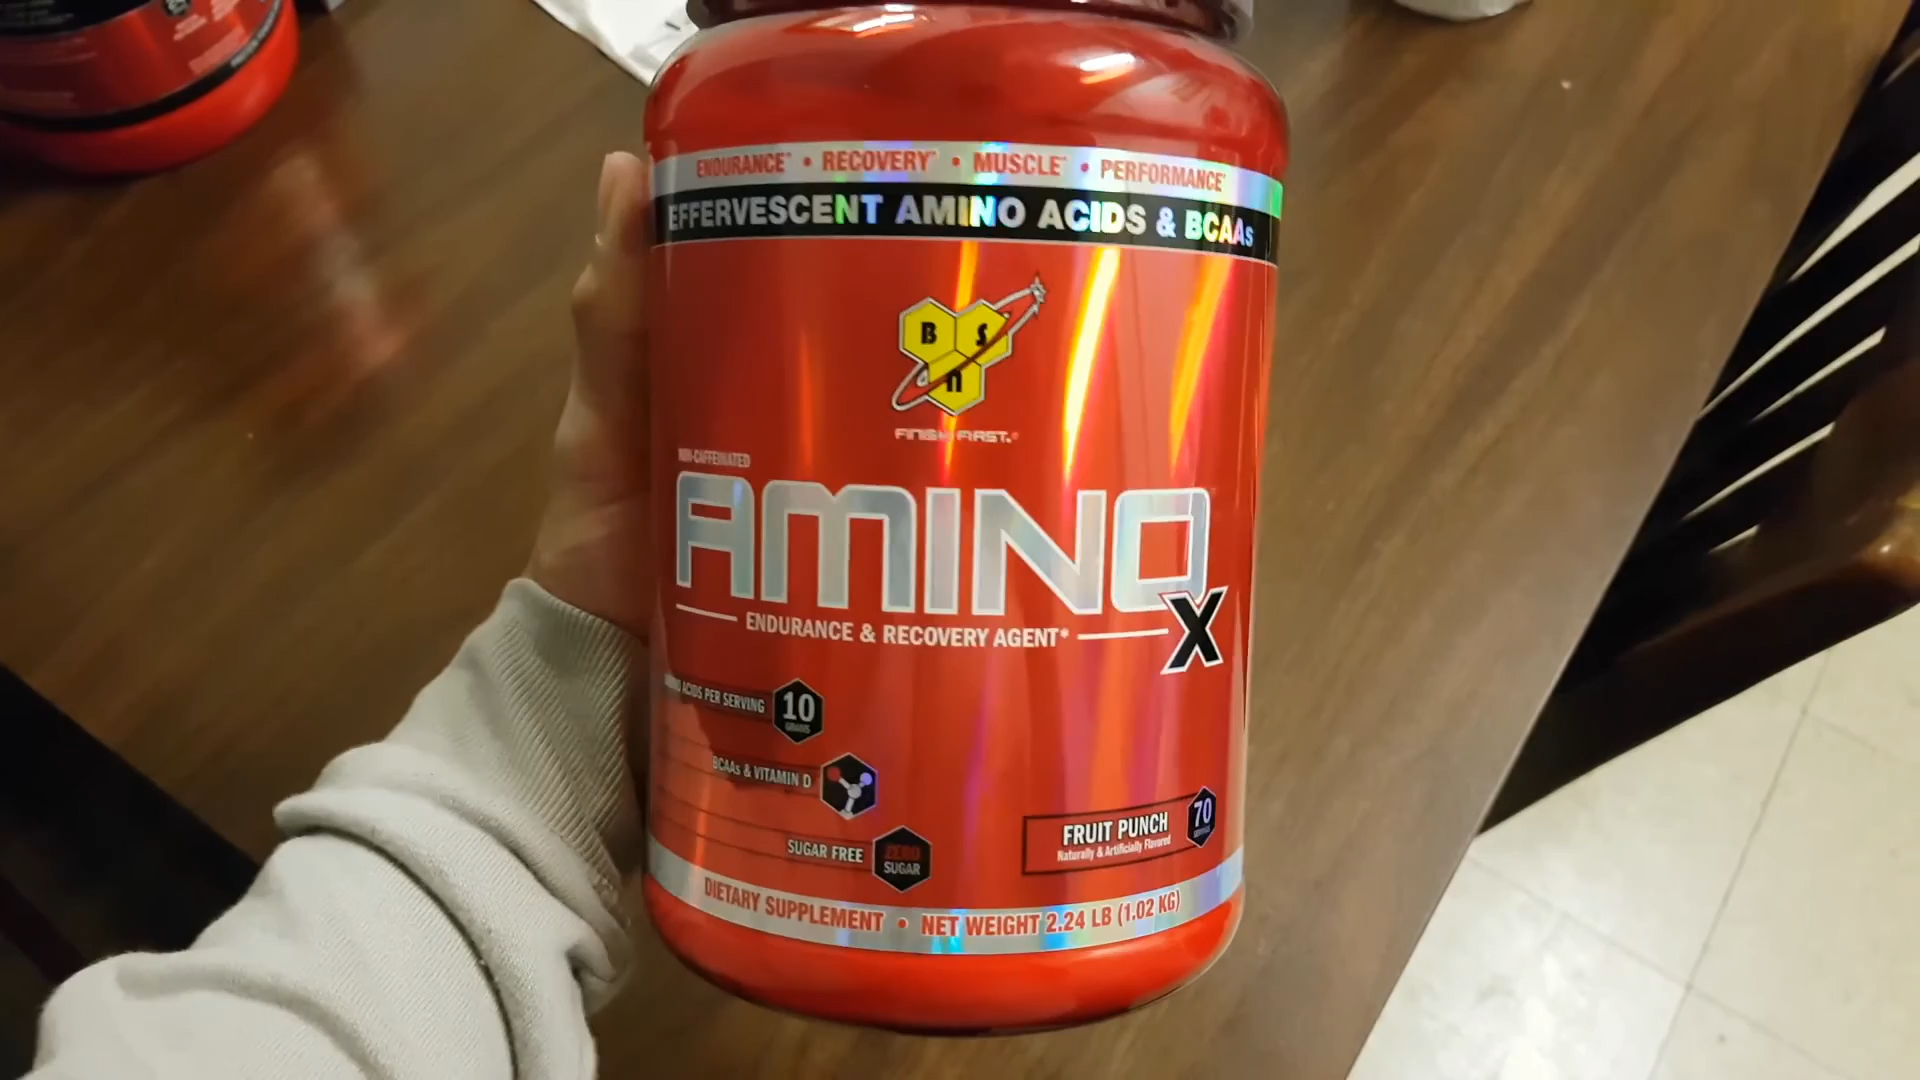 ENDURANCE* • RECOVERY* • MUSCLE* • PERFORMANCE*
EFFERVESCENT AMINO ACIDS & BCAAs
B S
n
FINISH FIRST.®
NON-CAFFEINATED
AMINO
X
ENDURANCE & RECOVERY AGENT*
AMINO ACIDS PER SERVING 10
GRAMS
BCAAs & VITAMIN D
FRUIT PUNCH 70
SERVINGS
Naturally & Artificially Flavored
SUGAR FREE ZERO
SUGAR
DIETARY SUPPLEMENT • NET WEIGHT 2.24 LB (1.02 KG)